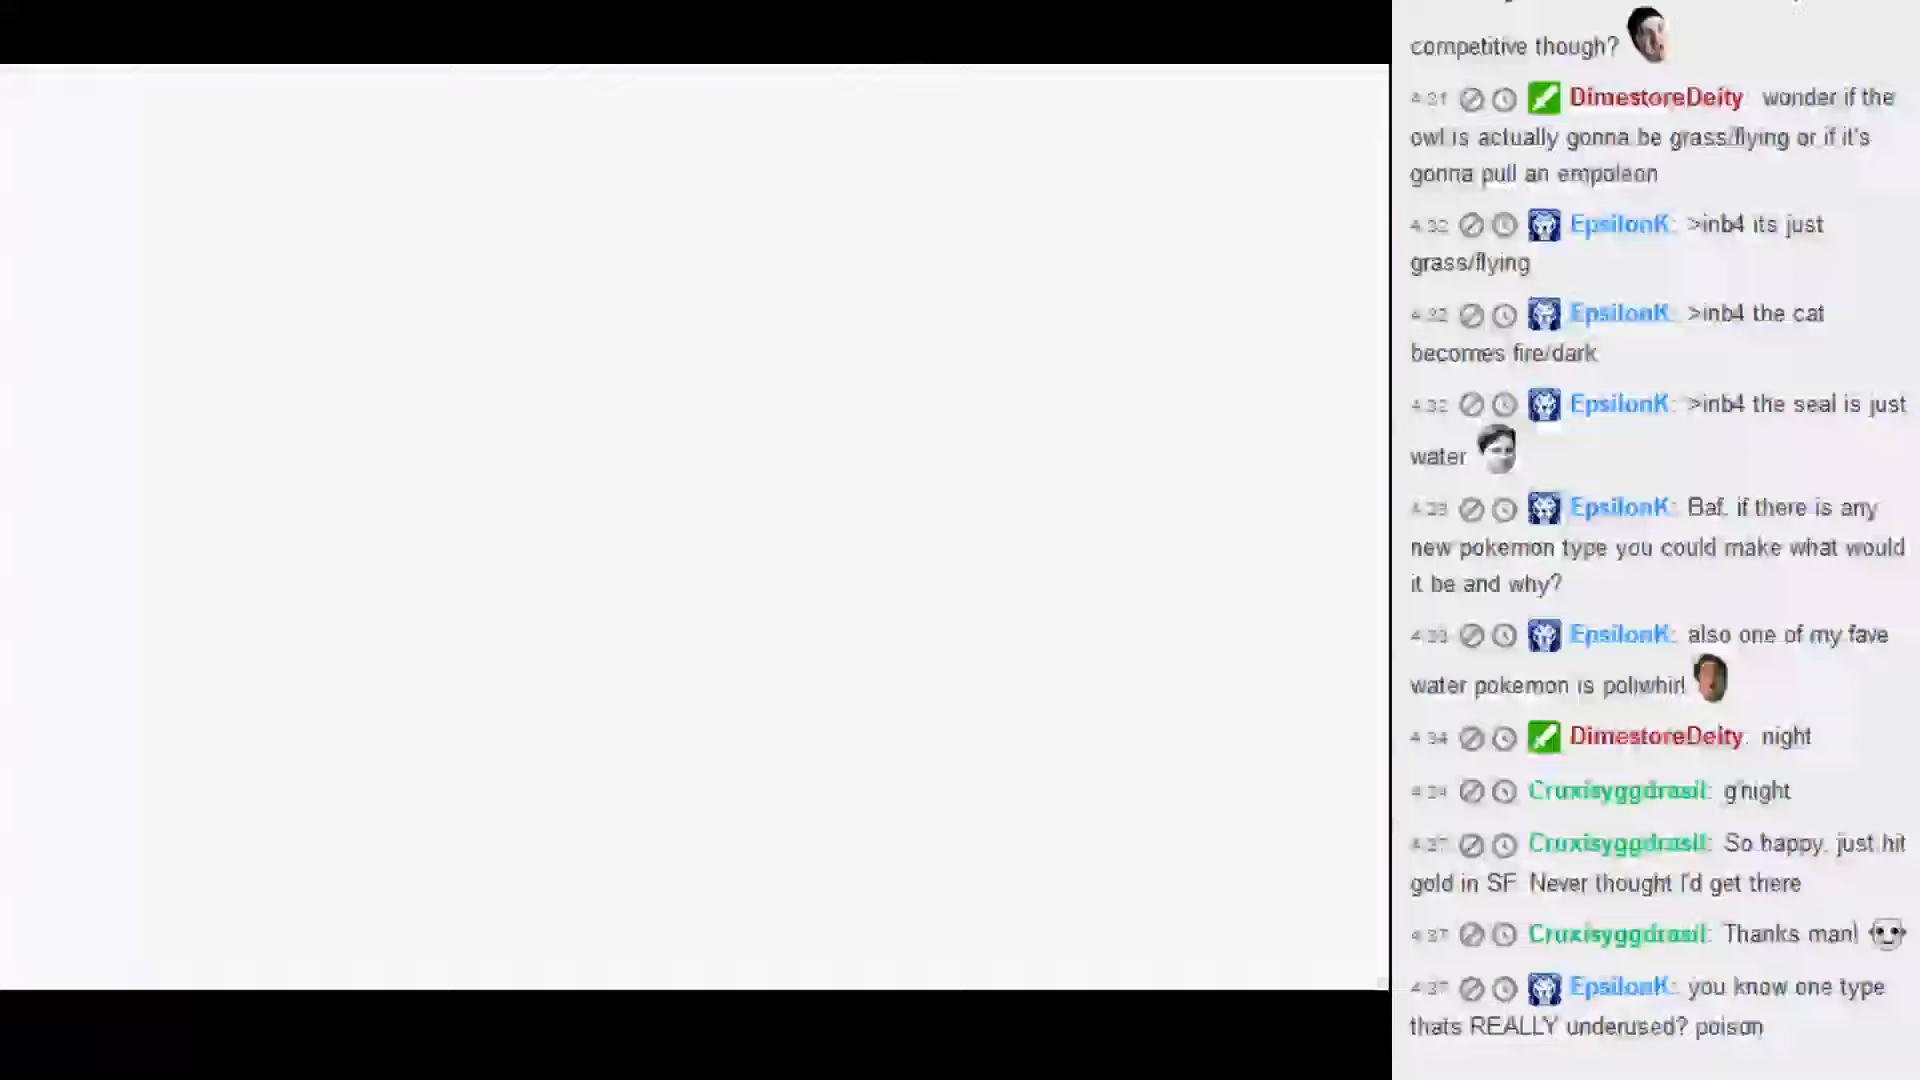 competitive though?
4:31 DimestoreDeity: wonder if the
owl is actually gonna be grass/flying or if it's
gonna pull an empoleon
4:32 EpsilonK: >inb4 its just
grass/flying
4:32 EpsilonK: >inb4 the cat
becomes fire/dark
4:32 EpsilonK: >inb4 the seal is just
water
4:33 EpsilonK: Baf, if there is any
new pokemon type you could make what would
it be and why?
4:33 EpsilonK: also one of my fave
water pokemon is poliwhirl
4:34 DimestoreDeity: night
4:34 Cruxisyggdrasil: g'night
4:37 Cruxisyggdrasil: So happy, just hit
gold in SF. Never thought I'd get there
4:37 Cruxisyggdrasil: Thanks man!
4:37 EpsilonK: you know one type
thats REALLY underused? poison